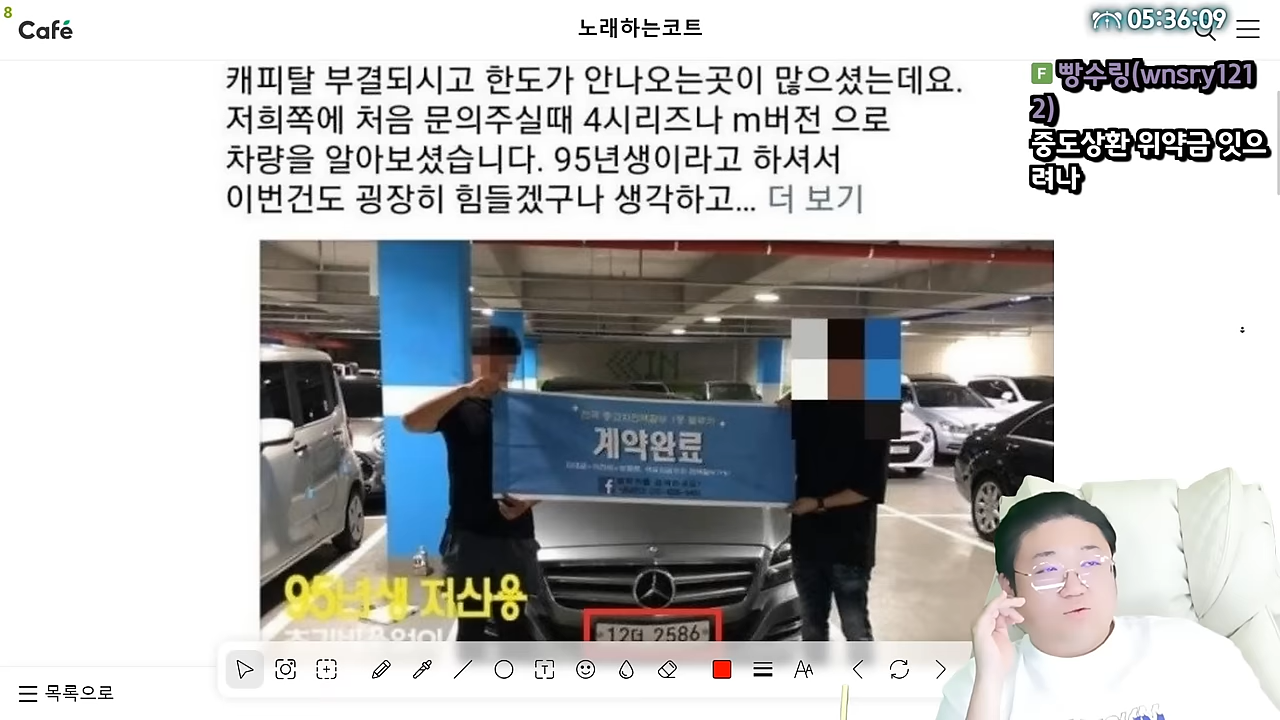 8
Café
노래하는코트
05:36:09
캐피탈 부결되시고 한도가 안나오는곳이 많으셨는데요.
저희쪽에 처음 문의주실때 4시리즈나 m버전 으로
차량을 알아보셨습니다. 95년생이라고 하셔서
이번건도 굉장히 힘들겠구나 생각하고... 더 보기
F 빵수링(wnsry121
2)
중도상환 위약금 잇으
려나
IN
계약완료
95년생 저신용
12더 2586
목록으로